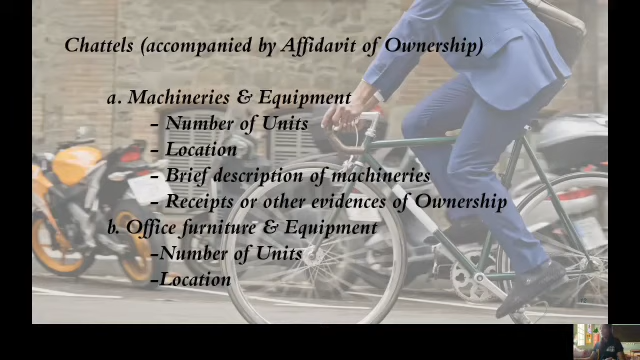 Chattels (accompanied by Affidavit of Ownership)
a. Machineries & Equipment
- Number of Units
- Location
- Brief description of machineries
- Receipts or other evidences of Ownership
b. Office furniture & Equipment
-Number of Units
-Location